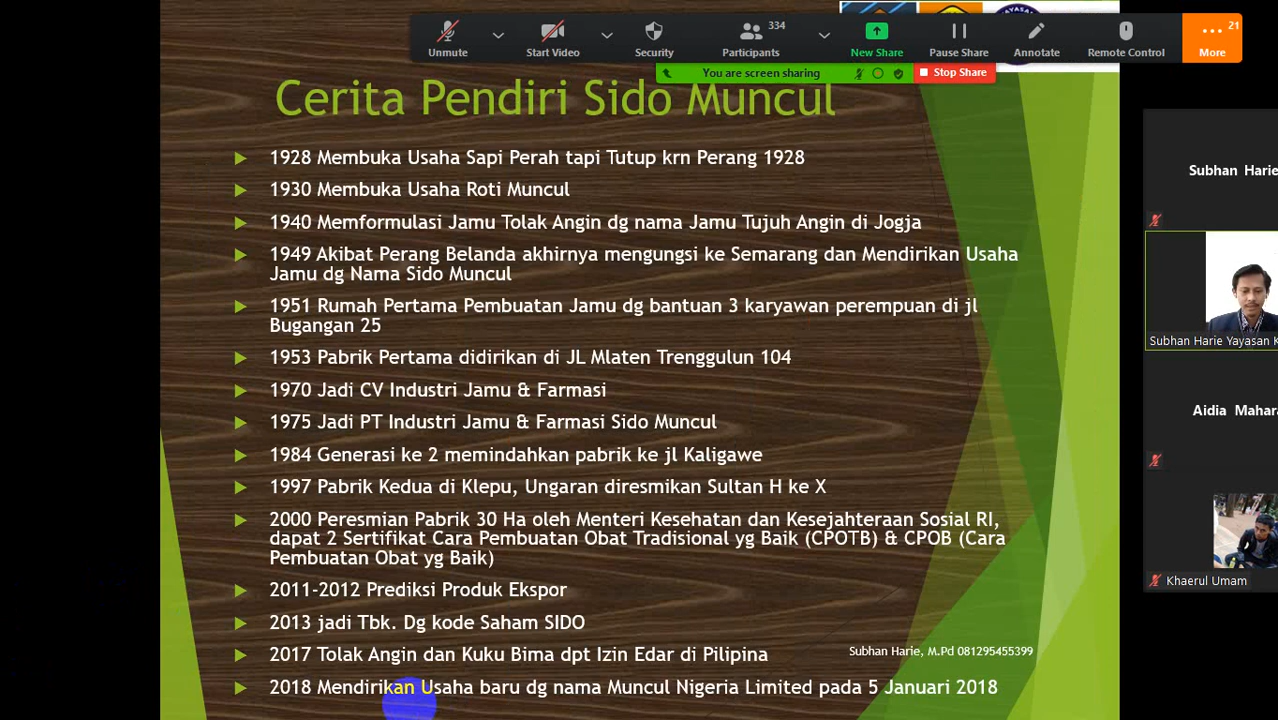 YAYASAN
334
21
Unmute
Start Video
Security
Participants
New Share
Pause Share
Annotate
Remote Control
More
You are screen sharing
Stop Share
Cerita Pendiri Sido Muncul
1928 Membuka Usaha Sapi Perah tapi Tutup krn Perang 1928
1930 Membuka Usaha Roti Muncul
1940 Memformulasi Jamu Tolak Angin dg nama Jamu Tujuh Angin di Jogja
1949 Akibat Perang Belanda akhirnya mengungsi ke Semarang dan Mendirikan Usaha
Jamu dg Nama Sido Muncul
1951 Rumah Pertama Pembuatan Jamu dg bantuan 3 karyawan perempuan di jl
Bugangan 25
1953 Pabrik Pertama didirikan di JL Mlaten Trenggulun 104
1970 Jadi CV Industri Jamu & Farmasi
1975 Jadi PT Industri Jamu & Farmasi Sido Muncul
1984 Generasi ke 2 memindahkan pabrik ke jl Kaligawe
1997 Pabrik Kedua di Klepu, Ungaran diresmikan Sultan H ke X
2000 Peresmian Pabrik 30 Ha oleh Menteri Kesehatan dan Kesejahteraan Sosial RI,
dapat 2 Sertifikat Cara Pembuatan Obat Tradisional yg Baik (CPOTB) & CPOB (Cara
Pembuatan Obat yg Baik)
2011-2012 Prediksi Produk Ekspor
2013 jadi Tbk. Dg kode Saham SIDO
2017 Tolak Angin dan Kuku Bima dpt Izin Edar di Pilipina
Subhan Harie, M.Pd 081295455399
2018 Mendirikan Usaha baru dg nama Muncul Nigeria Limited pada 5 Januari 2018
Subhan Harie
Subhan Harie Yayasan K
Aidia Mahar
Khaerul Umam